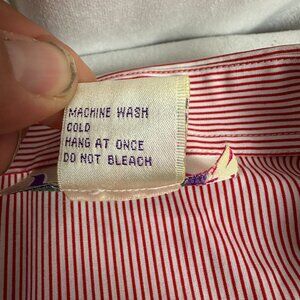 MACHINE WASH
COLD
HANG AT ONCE
DO NOT BLEACH